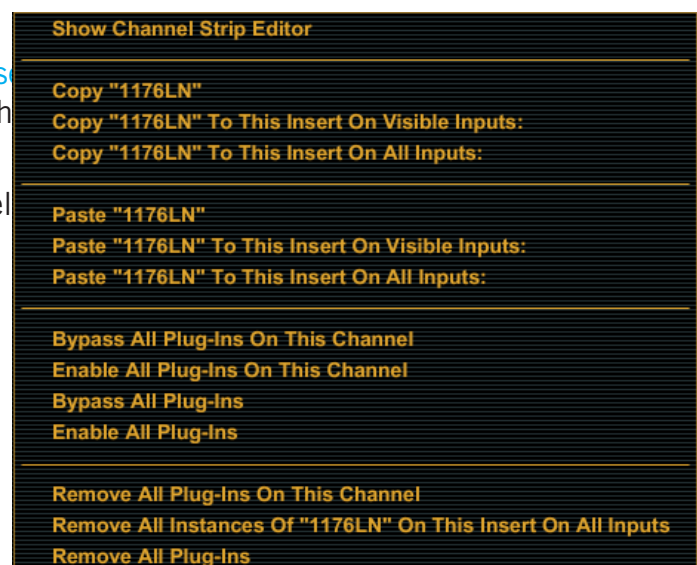 Show Channel Strip Editor
Copy "1176LN"
Copy "1176LN" To This Insert On Visible Inputs:
Copy "1176LN" To This Insert On All Inputs:
Paste "1176LN"
Paste "1176LN" To This Insert On Visible Inputs:
Paste "1176LN" To This Insert On All Inputs:
Bypass All Plug-Ins On This Channel
Enable All Plug-Ins On This Channel
Bypass All Plug-Ins
Enable All Plug-Ins
Remove All Plug-Ins On This Channel
Remove All Instances Of "1176LN" On This Insert On All Inputs
Remove All Plug-Ins